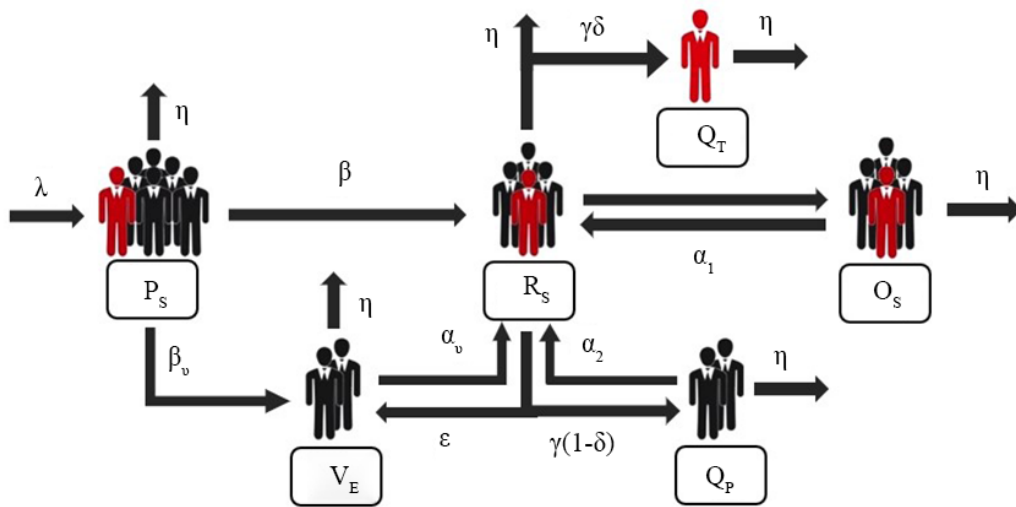 η
γδ
η
η
Q_T
λ
β
η
α_1
P_S
R_S
O_S
η
β_υ
α_υ
α_2
η
ε
γ(1-δ)
V_E
Q_P